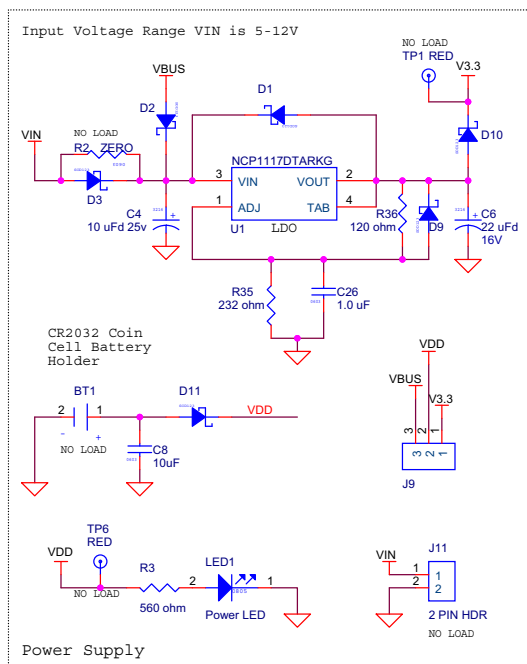 Input Voltage Range VIN is 5-12V
NO LOAD
TP1 RED
VBUS
V3.3
D1
D2
D10
VIN
NO LOAD
R2 ZERO
NCP1117DTARKG
3 VIN VOUT 2
1 ADJ TAB 4
D3
C4
10 uFd 25v
U1
LDO
R36
120 ohm
D9
C6
22 uFd
16V
R35
232 ohm
C26
1.0 uF
CR2032 Coin
Cell Battery
Holder
VDD
VBUS
V3.3
BT1
D11
2 1
VDD
- +
NO LOAD
C8
10uF
3 2 1
3 2 1
J9
TP6
RED
VDD
R3
2
LED1
1
NO LOAD
560 ohm
Power LED
VIN
J11
1 1
2 2
2 PIN HDR
NO LOAD
Power Supply